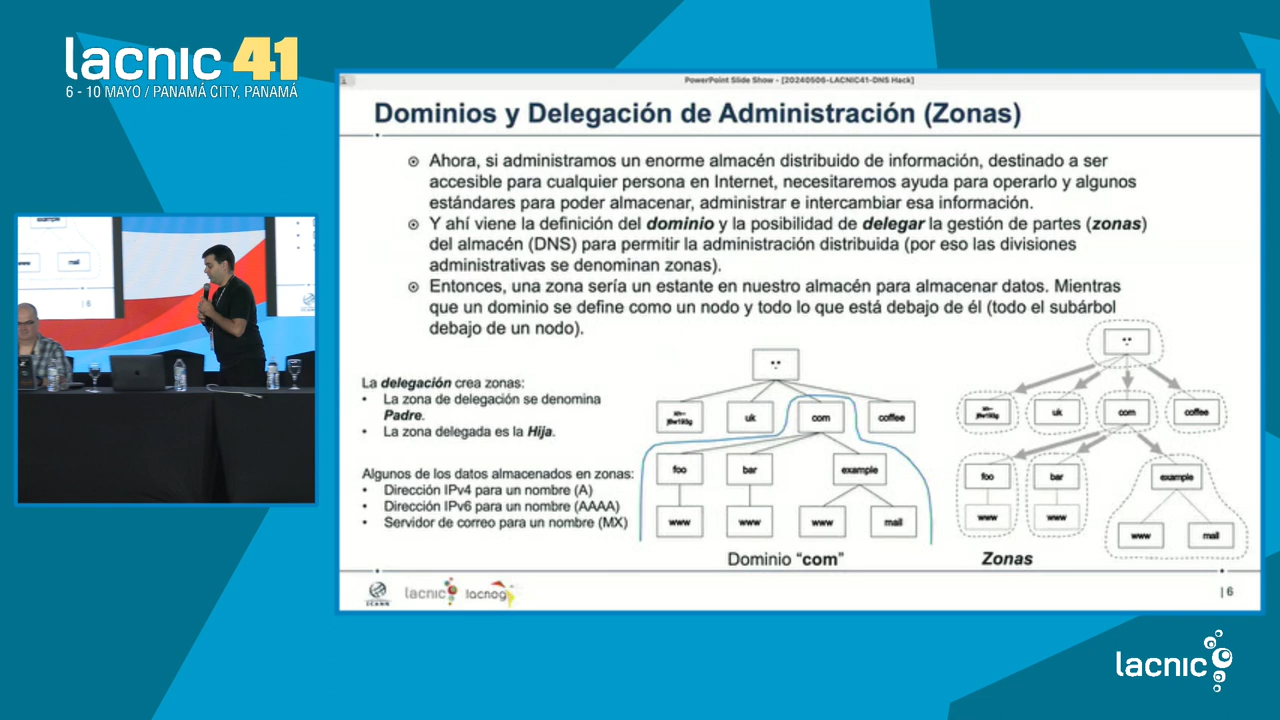 lacnic 41
6 - 10 MAYO / PANAMÁ CITY, PANAMÁ
PowerPoint Slide Show - [20240506-LACNIC41-DNS Hack]
Dominios y Delegación de Administración (Zonas)
Ahora, si administramos un enorme almacén distribuido de información, destinado a ser
accesible para cualquier persona en Internet, necesitaremos ayuda para operarlo y algunos
estándares para poder almacenar, administrar e intercambiar esa información.
Y ahí viene la definición del dominio y la posibilidad de delegar la gestión de partes (zonas)
del almacén (DNS) para permitir la administración distribuida (por eso las divisiones
administrativas se denominan zonas).
Entonces, una zona sería un estante en nuestro almacén para almacenar datos. Mientras
que un dominio se define como un nodo y todo lo que está debajo de él (todo el subárbol
debajo de un nodo).
La delegación crea zonas:
• La zona de delegación se denomina
Padre.
• La zona delegada es la Hija.
Algunos de los datos almacenados en zonas:
• Dirección IPv4 para un nombre (A)
• Dirección IPv6 para un nombre (AAAA)
• Servidor de correo para un nombre (MX)
uk com coffee
foo bar example
www www www mail
Dominio "com"
uk com coffee
foo bar example
www www www mail
Zonas
ICANN lacnic lacnog
| 6
www mail
| 6
lacnic